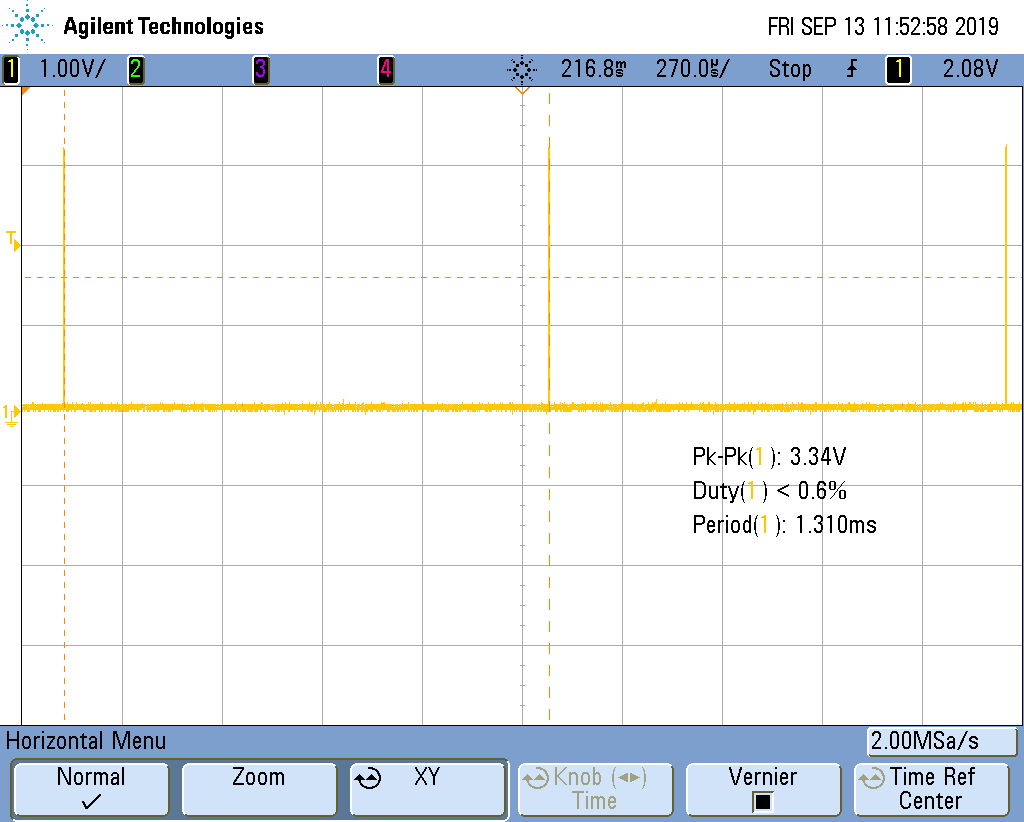 Agilent Technologies FRI SEP 13 11:52:58 2019
1 1.00V/ 2 3 4 216.8ms 270.0µs/ Stop 1 2.08V
T
1
Pk-Pk(1): 3.34V
Duty(1) < 0.6%
Period(1): 1.310ms
Horizontal Menu 2.00MSa/s
Normal Zoom XY Knob (◄►) Time Vernier Time Ref Center